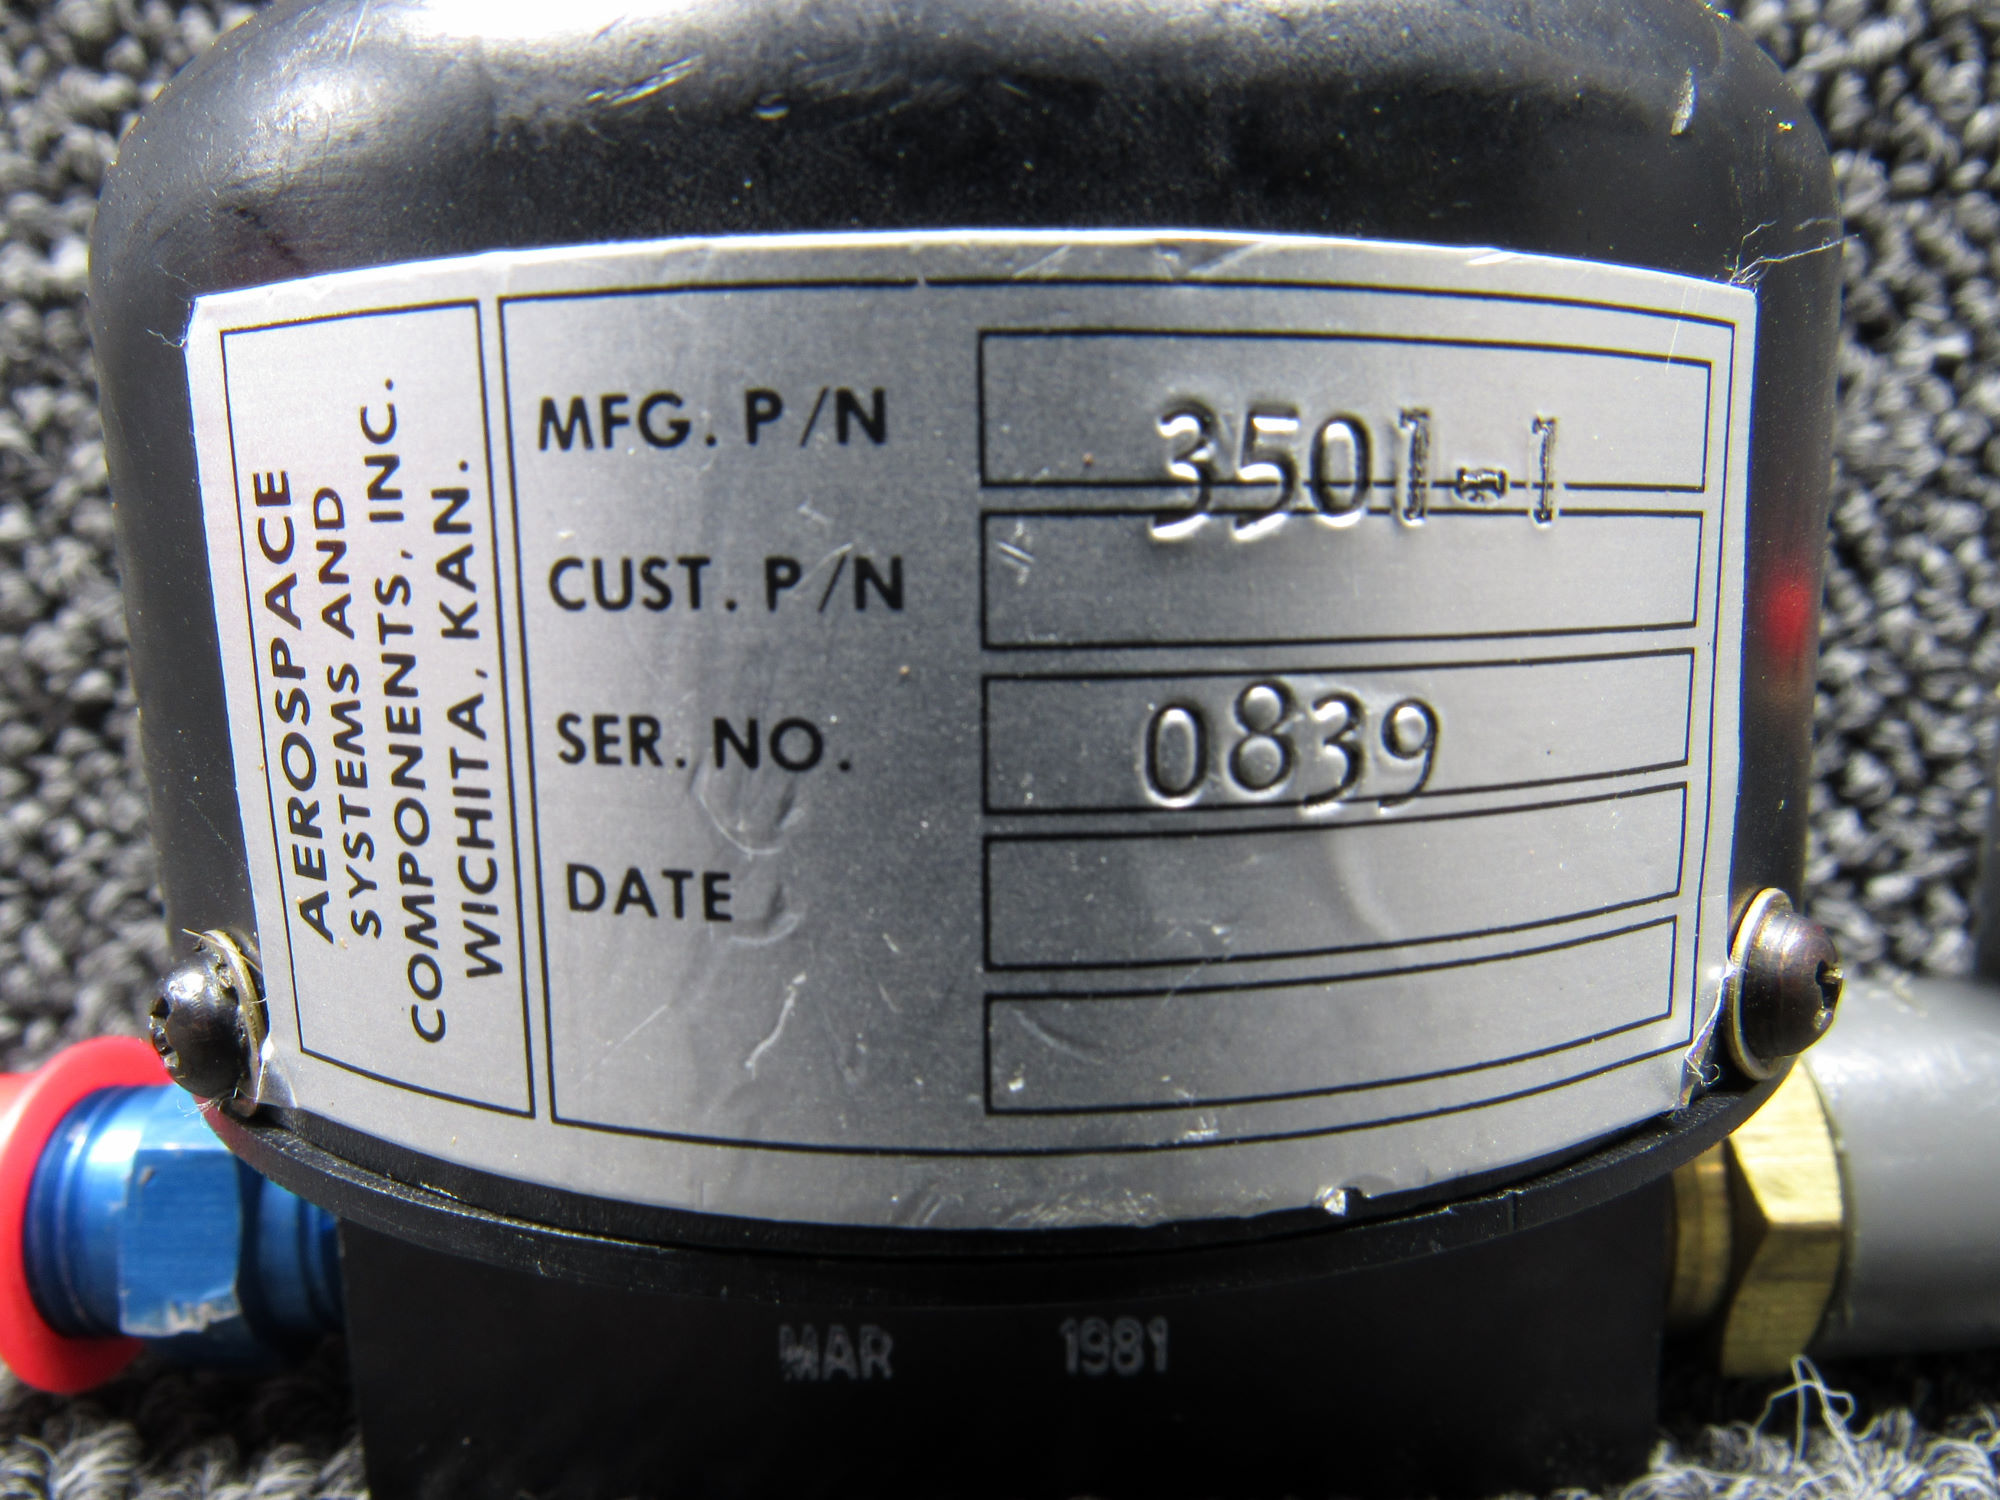 AEROSPACE
SYSTEMS AND
COMPONENTS, INC.
WICHITA, KAN.
MFG. P/N 3501-1
CUST. P/N
SER. NO. 0839
DATE
MAR 1981